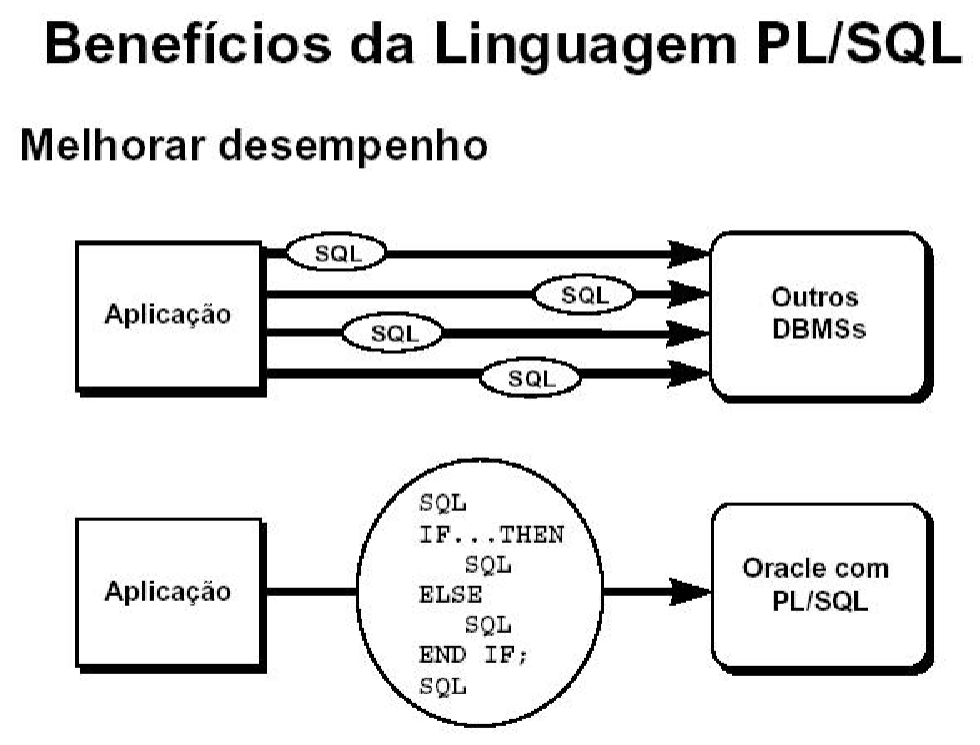 Benefícios da Linguagem PL/SQL
Melhorar desempenho
Aplicação
SQL
SQL
SQL
SQL
Outros
DBMSs
Aplicação
SQL
IF...THEN
SQL
ELSE
SQL
END IF;
SQL
Oracle com
PL/SQL